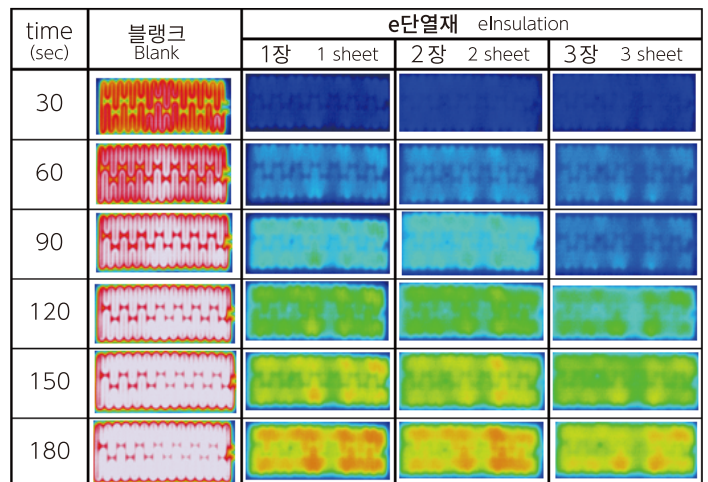 time
(sec)
블랭크
Blank
e단열재 eInsulation
1장 1 sheet
2장 2 sheet
3장 3 sheet
30
60
90
120
150
180